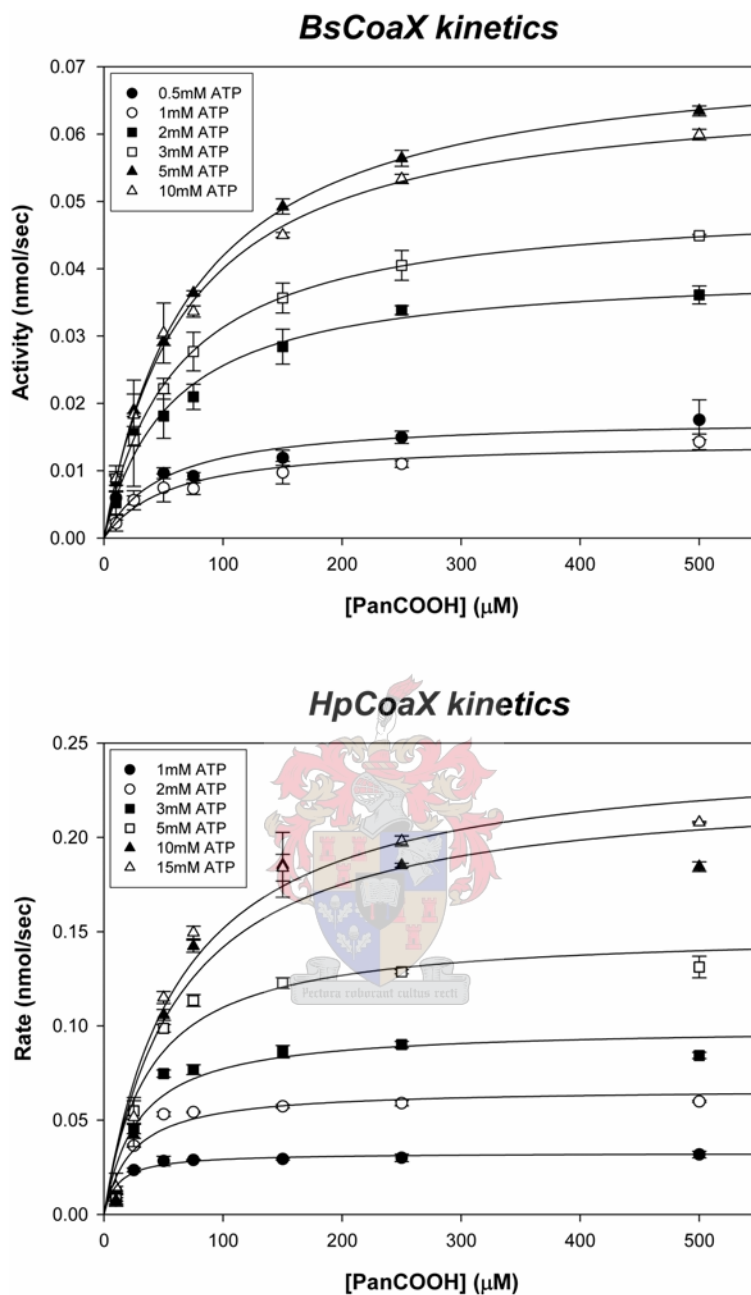 BsCoaX kinetics
0.07
0.06
0.05
0.04
0.03
0.02
0.01
0.00
Activity (nmol/sec)
0.5mM ATP
1mM ATP
2mM ATP
3mM ATP
5mM ATP
10mM ATP
0
100
200
300
400
500
[PanCOOH] (μM)
HpCoaX kinetics
0.25
0.20
0.15
0.10
0.05
0.00
Rate (nmol/sec)
1mM ATP
2mM ATP
3mM ATP
5mM ATP
10mM ATP
15mM ATP
Pectora roborant cultus recti
0
100
200
300
400
500
[PanCOOH] (μM)